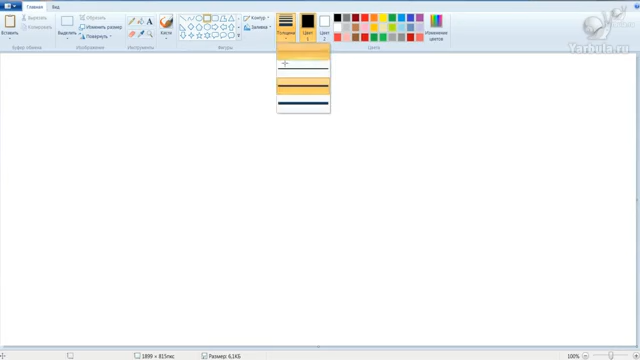 Главная Вид
Вставить
Вырезать
Копировать
Буфер обмена
Выделить
Обрезать
Изменить размер
Повернуть
Изображение
Инструменты
Кисти
Контур
Заливка
Фигуры
Толщина
Цвет 1
Цвет 2
Изменение цветов
Цвета
Yarbula.ru
1899 × 815пкс
Размер: 6,1КБ
100%